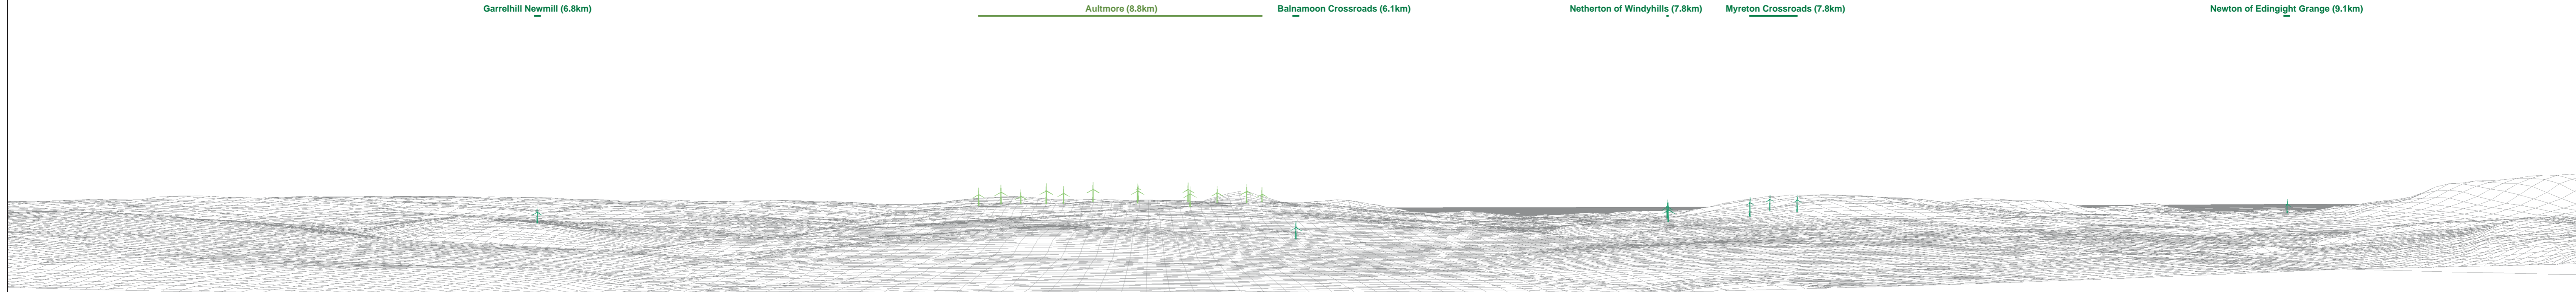 Garrelhill Newmill (6.8km)
Aultmore (8.8km)
Balnamoon Crossroads (6.1km)
Netherton of Windyhills (7.8km)
Myreton Crossroads (7.8km)
Newton of Edingight Grange (9.1km)